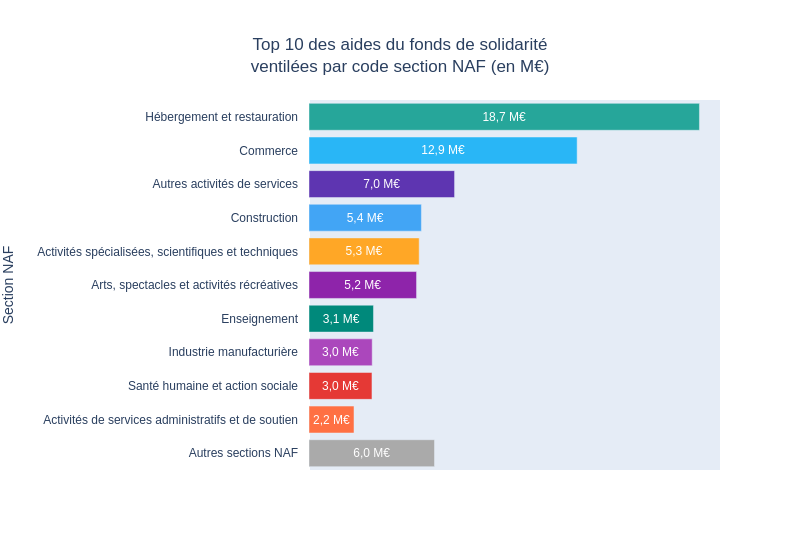 Top 10 des aides du fonds de solidarité
ventilées par code section NAF (en M€)
Section NAF
Hébergement et restauration 18,7 M€
Commerce 12,9 M€
Autres activités de services 7,0 M€
Construction 5,4 M€
Activités spécialisées, scientifiques et techniques 5,3 M€
Arts, spectacles et activités récréatives 5,2 M€
Enseignement 3,1 M€
Industrie manufacturière 3,0 M€
Santé humaine et action sociale 3,0 M€
Activités de services administratifs et de soutien 2,2 M€
Autres sections NAF 6,0 M€